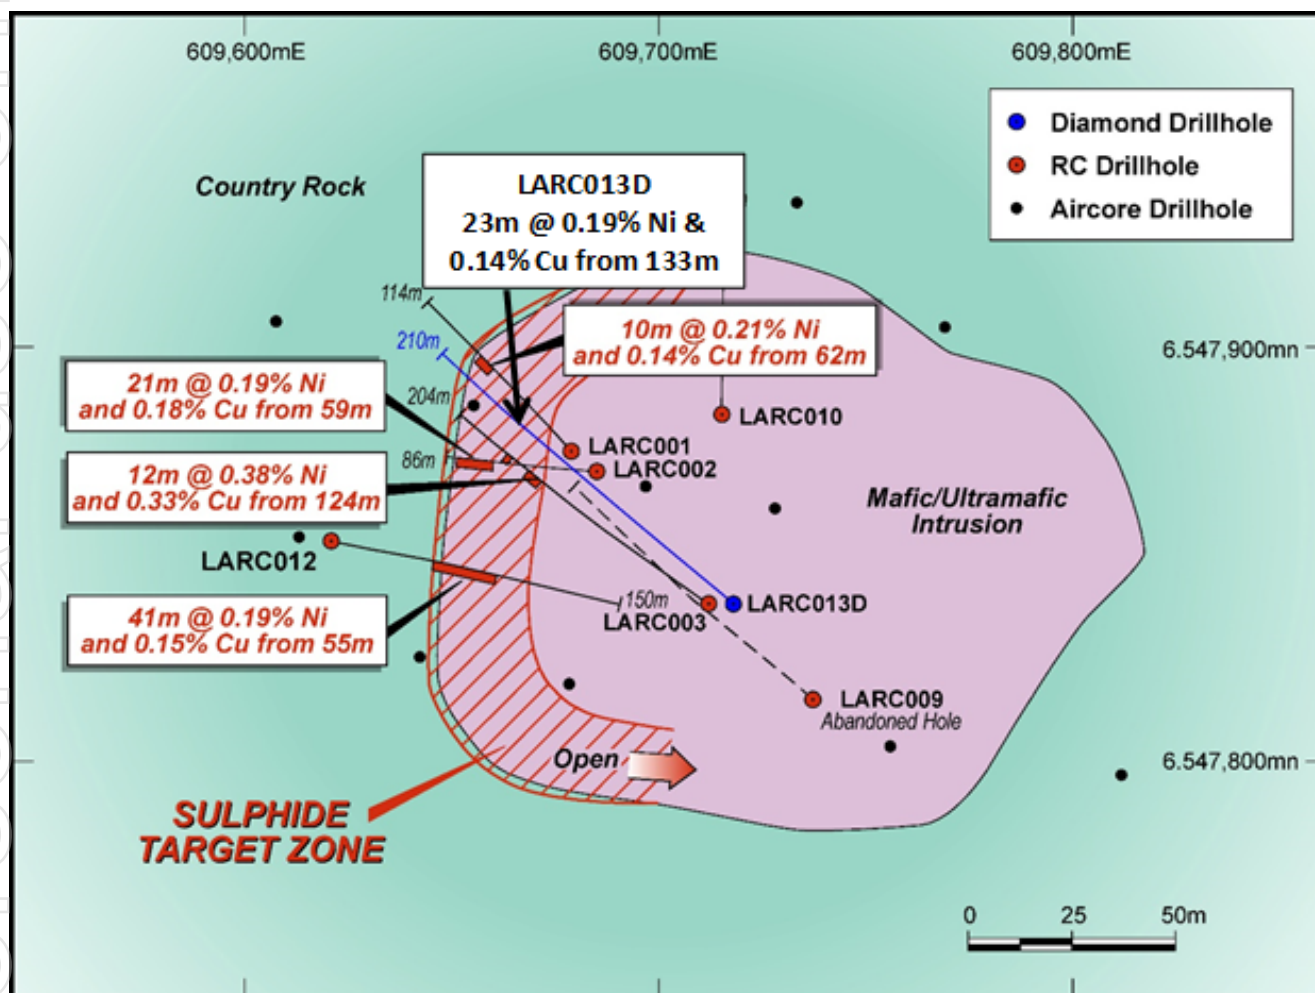 609,600mE
609,700mE
609,800mE
Diamond Drillhole
RC Drillhole
Aircore Drillhole
Country Rock
LARC013D
23m @ 0.19% Ni &
0.14% Cu from 133m
114m
210m
204m
86m
10m @ 0.21% Ni
and 0.14% Cu from 62m
6.547,900mn
21m @ 0.19% Ni
and 0.18% Cu from 59m
LARC010
LARC001
LARC002
12m @ 0.38% Ni
and 0.33% Cu from 124m
Mafic/Ultramafic
Intrusion
LARC012
150m
LARC003
LARC013D
41m @ 0.19% Ni
and 0.15% Cu from 55m
LARC009
Abandoned Hole
Open
6.547,800mn
SULPHIDE
TARGET ZONE
0 25 50m